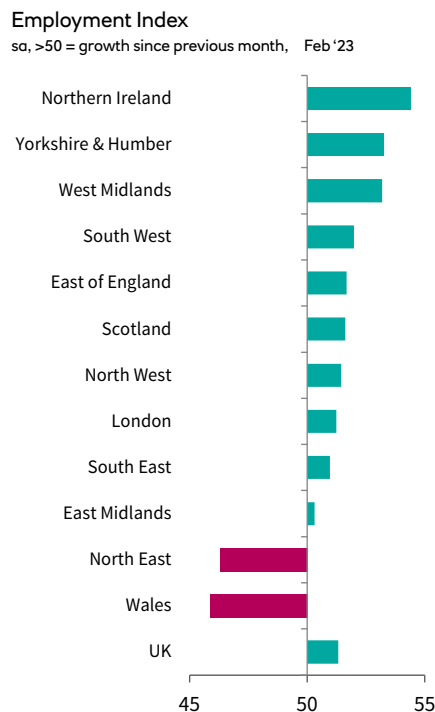 Employment Index
sa, >50 = growth since previous month, Feb ‘23
Northern Ireland
Yorkshire & Humber
West Midlands
South West
East of England
Scotland
North West
London
South East
East Midlands
North East
Wales
UK
45 50 55